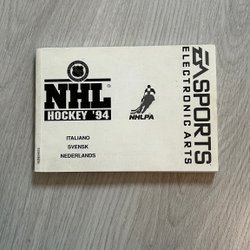 NHL
HOCKEY '94
NHLPA
ITALIANO
SVENSK
NEDERLANDS
EA SPORTS
ELECTRONIC ARTS